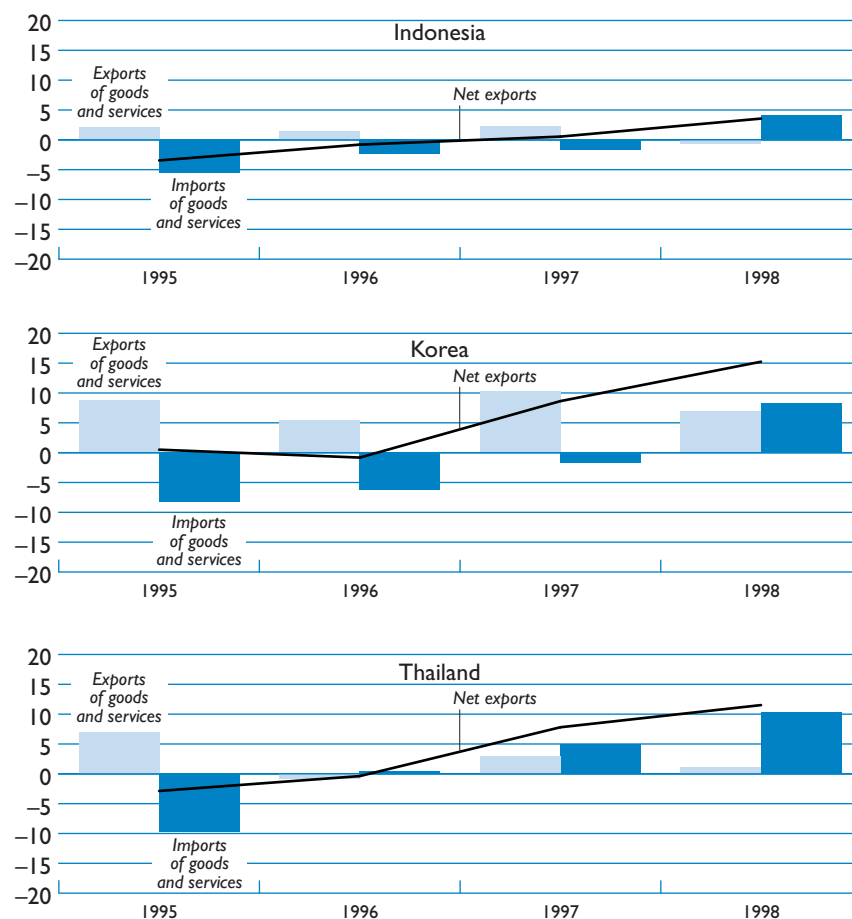 20
Indonesia
15
Exports
of goods
and services
10
Net exports
5
0
–5
Imports
of goods
and services
–10
–15
–20
1995 1996 1997 1998
20
Korea
15
Exports
of goods
and services
Net exports
10
5
0
–5
–10
Imports
of goods
and services
–15
–20
1995 1996 1997 1998
20
Thailand
15
Exports
of goods
and services
Net exports
10
5
0
–5
–10
Imports
of goods
and services
–15
–20
1995 1996 1997 1998